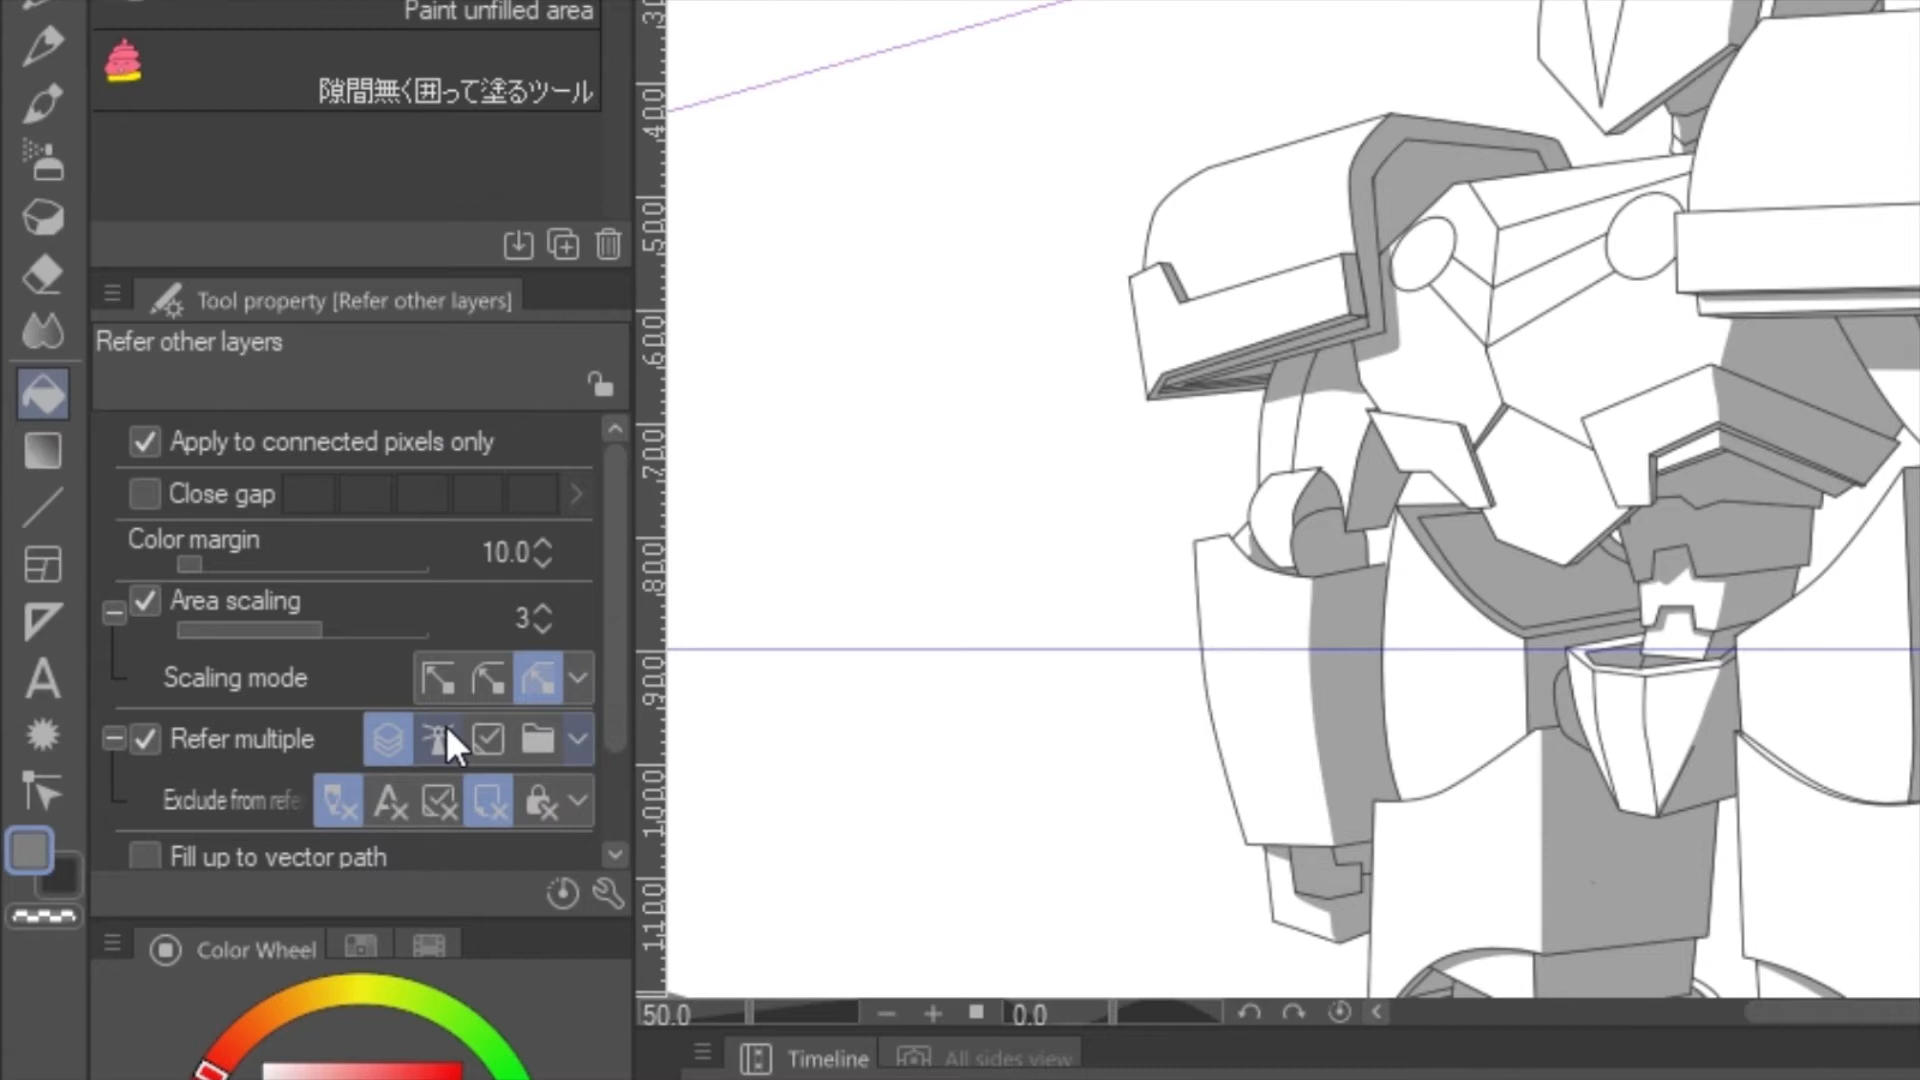 Paint unfilled area
隙間無く囲って塗るツール
Tool property [Refer other layers]
Refer other layers
Apply to connected pixels only
Close gap
Color margin
10.0
Area scaling
3
Scaling mode
Refer multiple
Exclude from refe
Fill up to vector path
Color Wheel
400
500
600
700
800
900
1000
1100
50.0
0.0
Timeline
All sides view